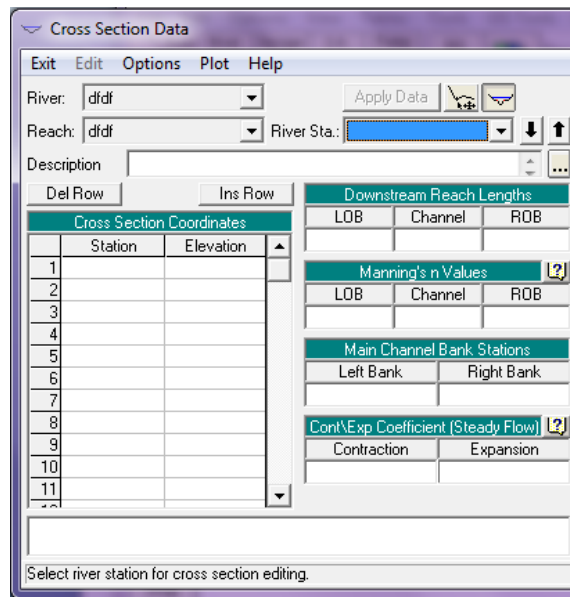 Cross Section Data
Exit Edit Options Plot Help
River: dfdf Apply Data
Reach: dfdf River Sta.:
Description ...
Del Row Ins Row
Cross Section Coordinates
Station Elevation
1
2
3
4
5
6
7
8
9
10
11
Downstream Reach Lengths
LOB Channel ROB
Manning's n Values ?
LOB Channel ROB
Main Channel Bank Stations
Left Bank Right Bank
Cont\Exp Coefficient (Steady Flow) ?
Contraction Expansion
Select river station for cross section editing.